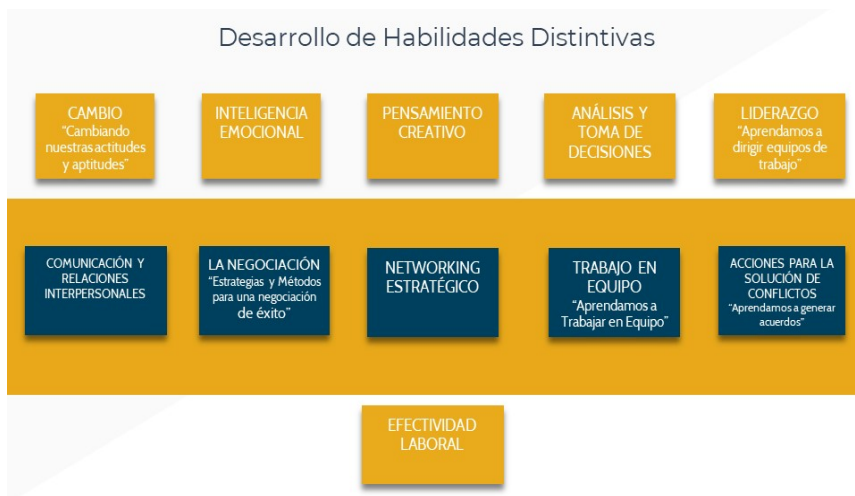 Desarrollo de Habilidades Distintivas
CAMBIO
“Cambiando
nuestras actitudes
y aptitudes”
INTELIGENCIA
EMOCIONAL
PENSAMIENTO
CREATIVO
ANÁLISIS Y
TOMA DE
DECISIONES
LIDERAZGO
“Aprendamos a
dirigir equipos de
trabajo”
COMUNICACIÓN Y
RELACIONES
INTERPERSONALES
LA NEGOCIACIÓN
“Estrategias y Métodos
para una negociación
de éxito”
NETWORKING
ESTRATÉGICO
TRABAJO EN
EQUIPO
“Aprendamos a
Trabajar en Equipo”
ACCIONES PARA LA
SOLUCIÓN DE
CONFLICTOS
“Aprendamos a generar
acuerdos”
EFECTIVIDAD
LABORAL